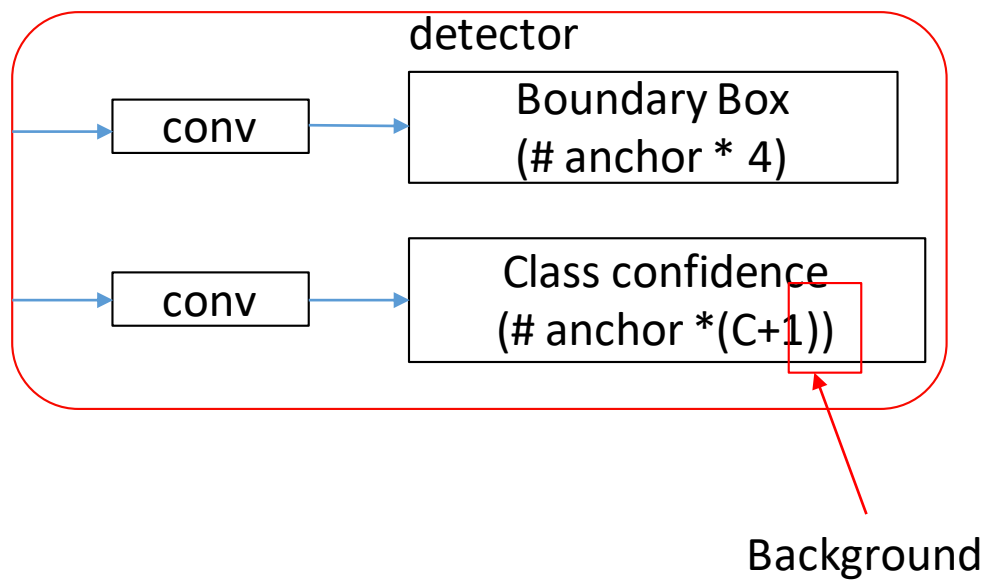 detector
conv
Boundary Box
(# anchor * 4)
conv
Class confidence
(# anchor *(C+1))
Background